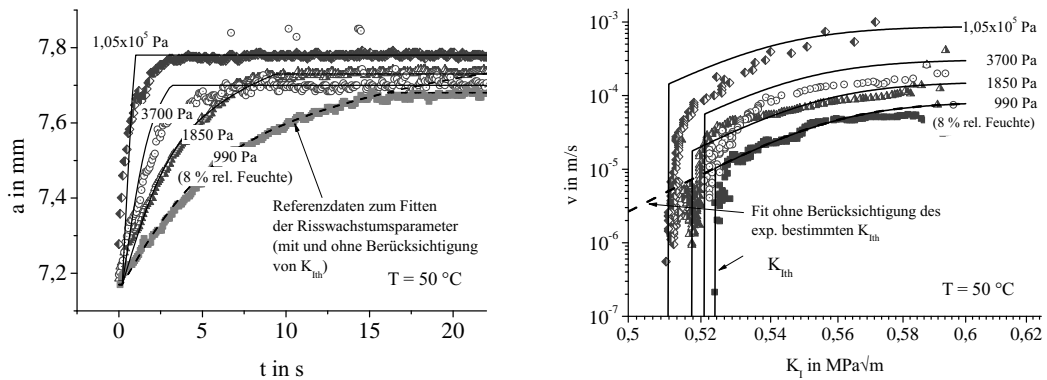 a in mm
7,8
7,6
7,4
7,2
1,05x10⁵ Pa
3700 Pa
1850 Pa
990 Pa
(8 % rel. Feuchte)
Referenzdaten zum Fitten
der Risswachstumsparameter
(mit und ohne Berücksichtigung
von K_Ith)
T = 50 °C
0 5 10 15 20
t in s
v in m/s
10⁻³
10⁻⁴
10⁻⁵
10⁻⁶
10⁻⁷
1,05x10⁵ Pa
3700 Pa
1850 Pa
990 Pa
(8 % rel. Feuchte)
Fit ohne Berücksichtigung des
exp. bestimmten K_Ith
K_Ith
T = 50 °C
0,5 0,52 0,54 0,56 0,58 0,6 0,62
K_I in MPa√m